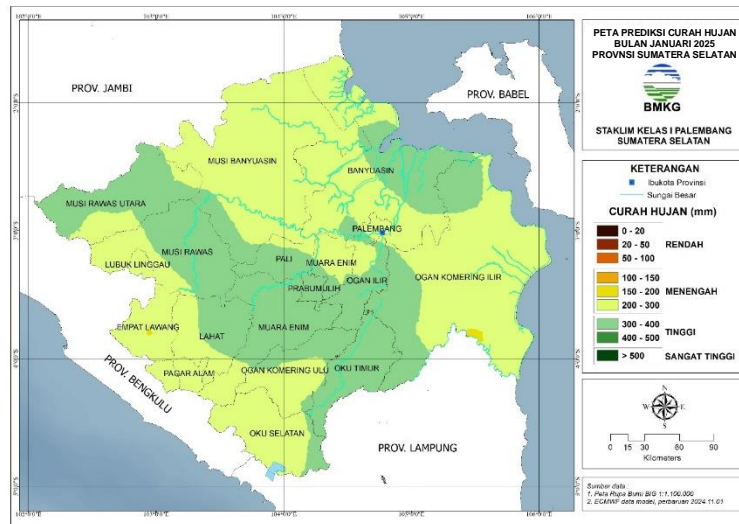 PETA PREDIKSI CURAH HUJAN
BULAN JANUARI 2025
PROVNSI SUMATERA SELATAN
BMKG
STAKLIM KELAS I PALEMBANG
SUMATERA SELATAN
KETERANGAN
Ibukota Provinsi
Sungai Besar
CURAH HUJAN (mm)
0 - 20
20 - 50
50 - 100
RENDAH
100 - 150
150 - 200
200 - 300
MENENGAH
300 - 400
400 - 500
TINGGI
> 500
SANGAT TINGGI
N
W
E
S
0 15 30 60 90
Kilometers
Sumber data :
1. Peta Rupa Bumi BIG 1:1.100.000
2. ECMWF data model, perbaruan 2024.11.01
PROV. JAMBI
PROV. BABEL
MUSI BANYUASIN
BANYUASIN
MUSI RAWAS UTARA
PALEMBANG
MUSI RAWAS
PALI
MUARA ENIM
LUBUK LINGGAU
OGAN ILIR
OGAN KOMERING ILIR
PRABUMULIH
EMPAT LAWANG
LAHAT
MUARA ENIM
PAGAR ALAM
OGAN KOMERING ULU
OKU TIMUR
PROV. BENGKULU
OKU SELATAN
PROV. LAMPUNG